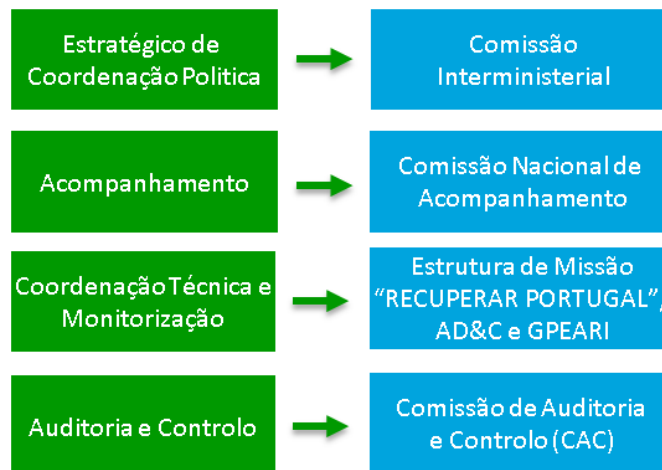 Estratégico de
Coordenação Politica
Comissão
Interministerial
Acompanhamento
Comissão Nacional de
Acompanhamento
Coordenação Técnica e
Monitorização
Estrutura de Missão
“RECUPERAR PORTUGAL”,
AD&C e GPEARI
Auditoria e Controlo
Comissão de Auditoria
e Controlo (CAC)